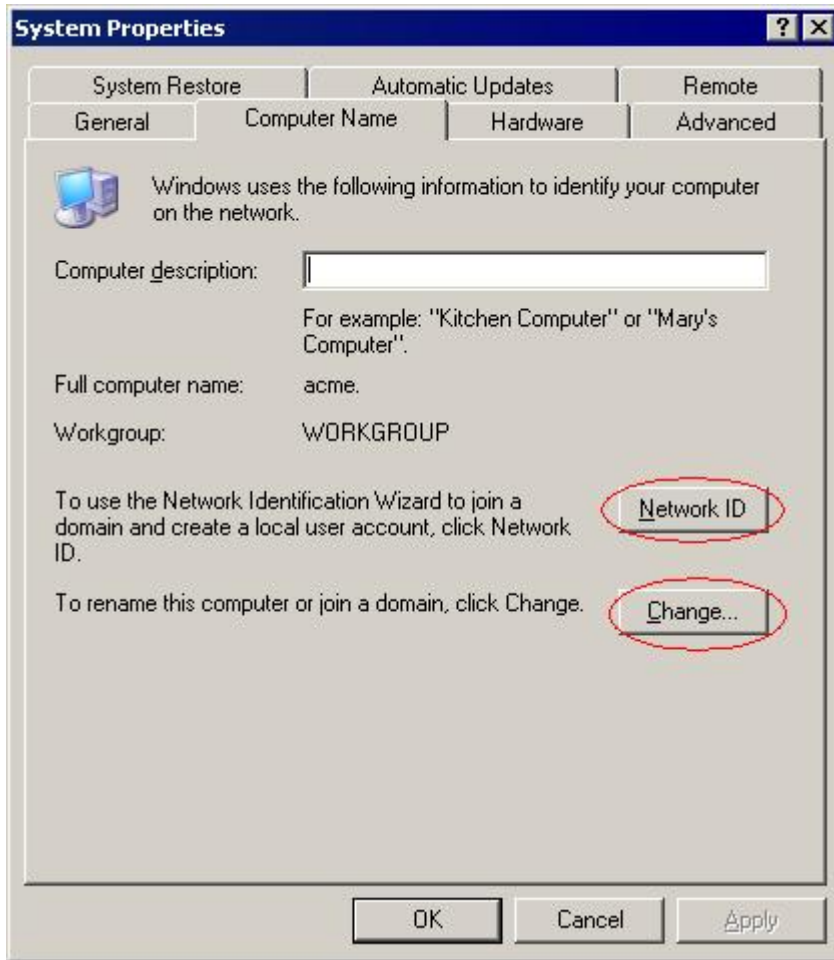 System Properties
System Restore
Automatic Updates
Remote
General
Computer Name
Hardware
Advanced
Windows uses the following information to identify your computer
on the network.
Computer description:
For example: "Kitchen Computer" or "Mary's
Computer".
Full computer name:
acme.
Workgroup:
WORKGROUP
To use the Network Identification Wizard to join a
domain and create a local user account, click Network
ID.
Network ID
To rename this computer or join a domain, click Change.
Change...
OK
Cancel
Apply